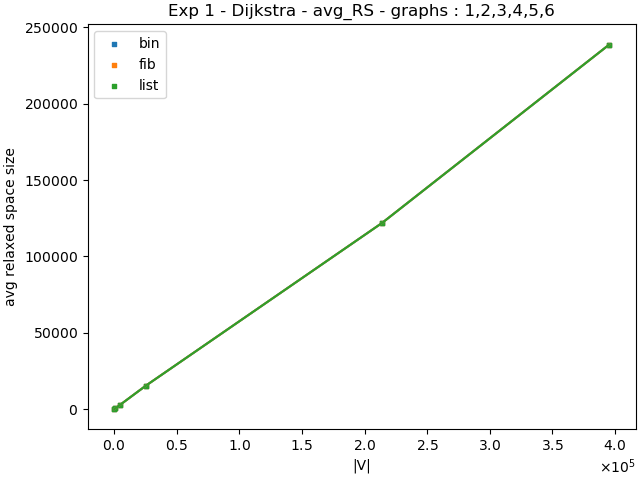 Exp 1 - Dijkstra - avg_RS - graphs : 1,2,3,4,5,6
bin
fib
list
avg relaxed space size
250000
200000
150000
100000
50000
0
0.0 0.5 1.0 1.5 2.0 2.5 3.0 3.5 4.0
|V|
×10⁵